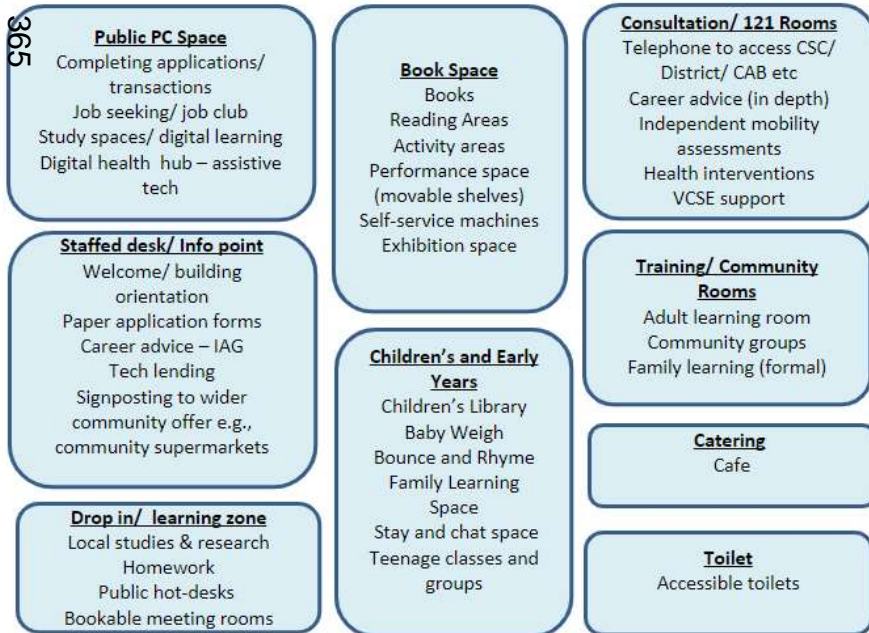 365
Public PC Space
Completing applications/
transactions
Job seeking/ job club
Study spaces/ digital learning
Digital health hub – assistive
tech
Staffed desk/ Info point
Welcome/ building
orientation
Paper application forms
Career advice – IAG
Tech lending
Signposting to wider
community offer e.g.,
community supermarkets
Drop in/ learning zone
Local studies & research
Homework
Public hot-desks
Bookable meeting rooms
Book Space
Books
Reading Areas
Activity areas
Performance space
(movable shelves)
Self-service machines
Exhibition space
Children's and Early
Years
Children's Library
Baby Weigh
Bounce and Rhyme
Family Learning
Space
Stay and chat space
Teenage classes and
groups
Consultation/ 121 Rooms
Telephone to access CSC/
District/ CAB etc
Career advice (in depth)
Independent mobility
assessments
Health interventions
VCSE support
Training/ Community
Rooms
Adult learning room
Community groups
Family learning (formal)
Catering
Cafe
Toilet
Accessible toilets